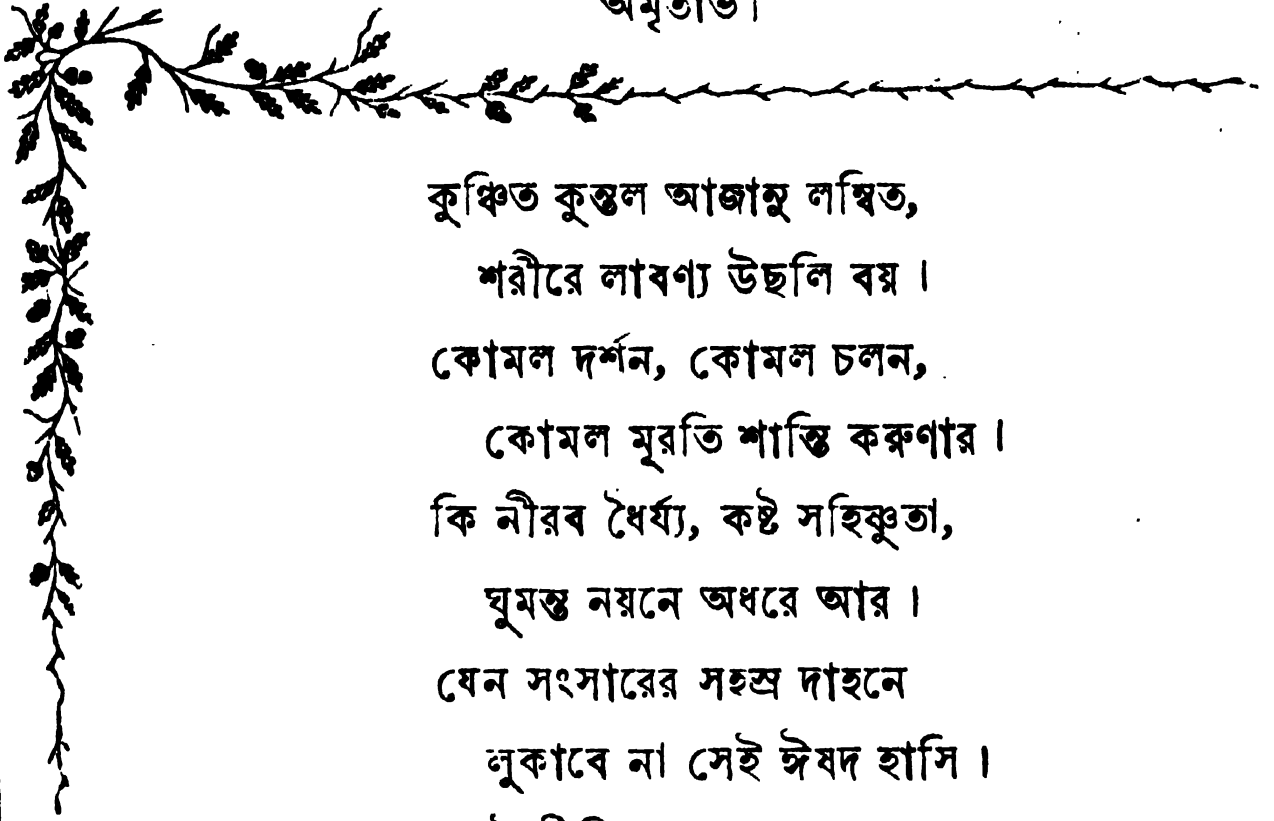 অমৃতাভ।
কুঞ্চিত কুন্তল আজানু লম্বিত,
শরীরে লাবণ্য উছলি বয়।
কোমল দর্শন, কোমল চলন,
কোমল মূরতি শান্তি করুণার।
কি নীরব ধৈর্য্য, কষ্ট সহিষ্ণুতা,
ঘুমন্ত নয়নে অধরে আর।
যেন সংসারের সহস্র দাহনে
লুকাবে না সেই ঈষদ হাসি।